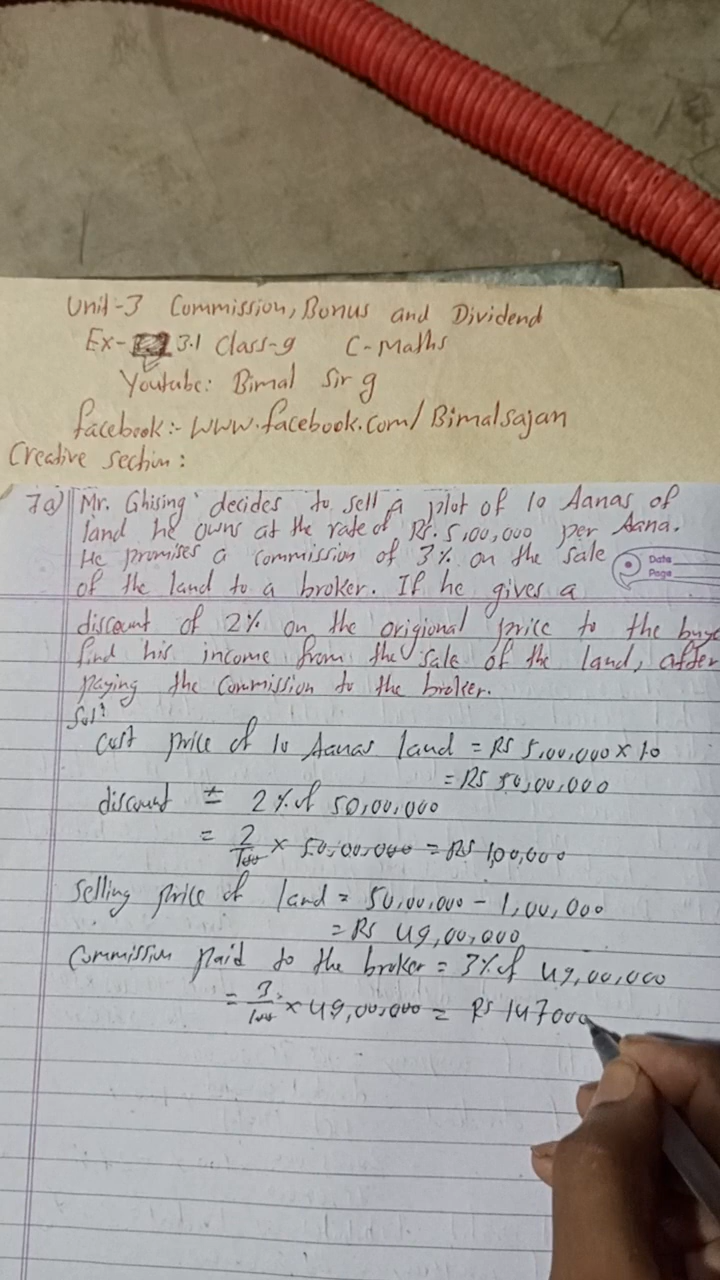 Unit-3 Commission, Bonus and Dividend
Ex- 3.1 Class-9 C-Maths
Youtube: Bimal Sir g
facebook:- www.facebook.com/Bimalsajan
Creative section:
7a) Mr. Ghising decides to sell a plot of 10 Aanas of
land he owns at the rate of Rs. 5,00,000 per Aana.
He promises a commission of 3% on the sale
Date
Page
of the land to a broker. If he gives a
discount of 2% on the origional price to the buye
find his income from the sale of the land, after
paying the commission to the broker.
Sol?
Cost price of 10 Aanas land = RS 5,00,000 × 10
= RS 50,00,000
discount = 2% of 50,00,000
= 2/100 × 50,00,000 = RS 1,00,000
Selling price of land = 50,00,000 - 1,00,000
= RS 49,00,000
Commission paid to the broker = 3% of 49,00,000
= 3/100 × 49,00,000 = RS 147000